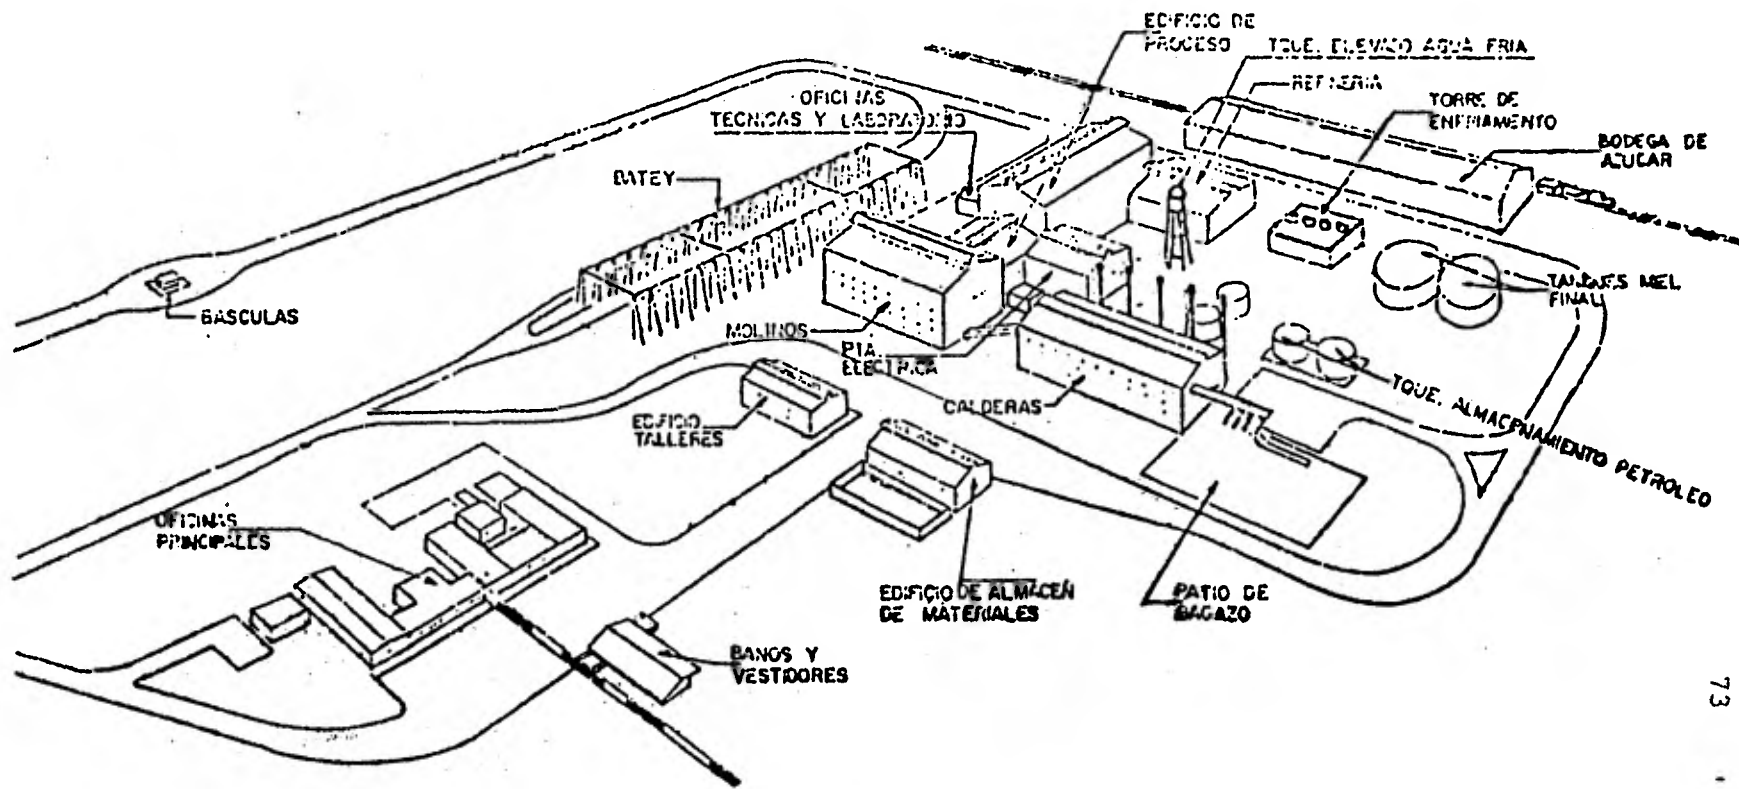 EDIFICIO DE
PROCESO
TQUE. ELEVADO AGUA FRIA
REFINERIA
TORRE DE
ENFRIAMENTO
BODEGA DE
AZUCAR
OFICINAS
TECNICAS Y LABORATORIO
BATEY
BASCULAS
MOLINOS
PTA.
ELECTRICA
TANQUES MEL
FINAL
CALDERAS
TQUE. ALMACENAMIENTO PETROLEO
EDIFICIO
TALLERES
OFICINAS
PRINCIPALES
EDIFICIO DE ALMACEN
DE MATERIALES
PATIO DE
BAGAZO
BANOS Y
VESTIDORES
73